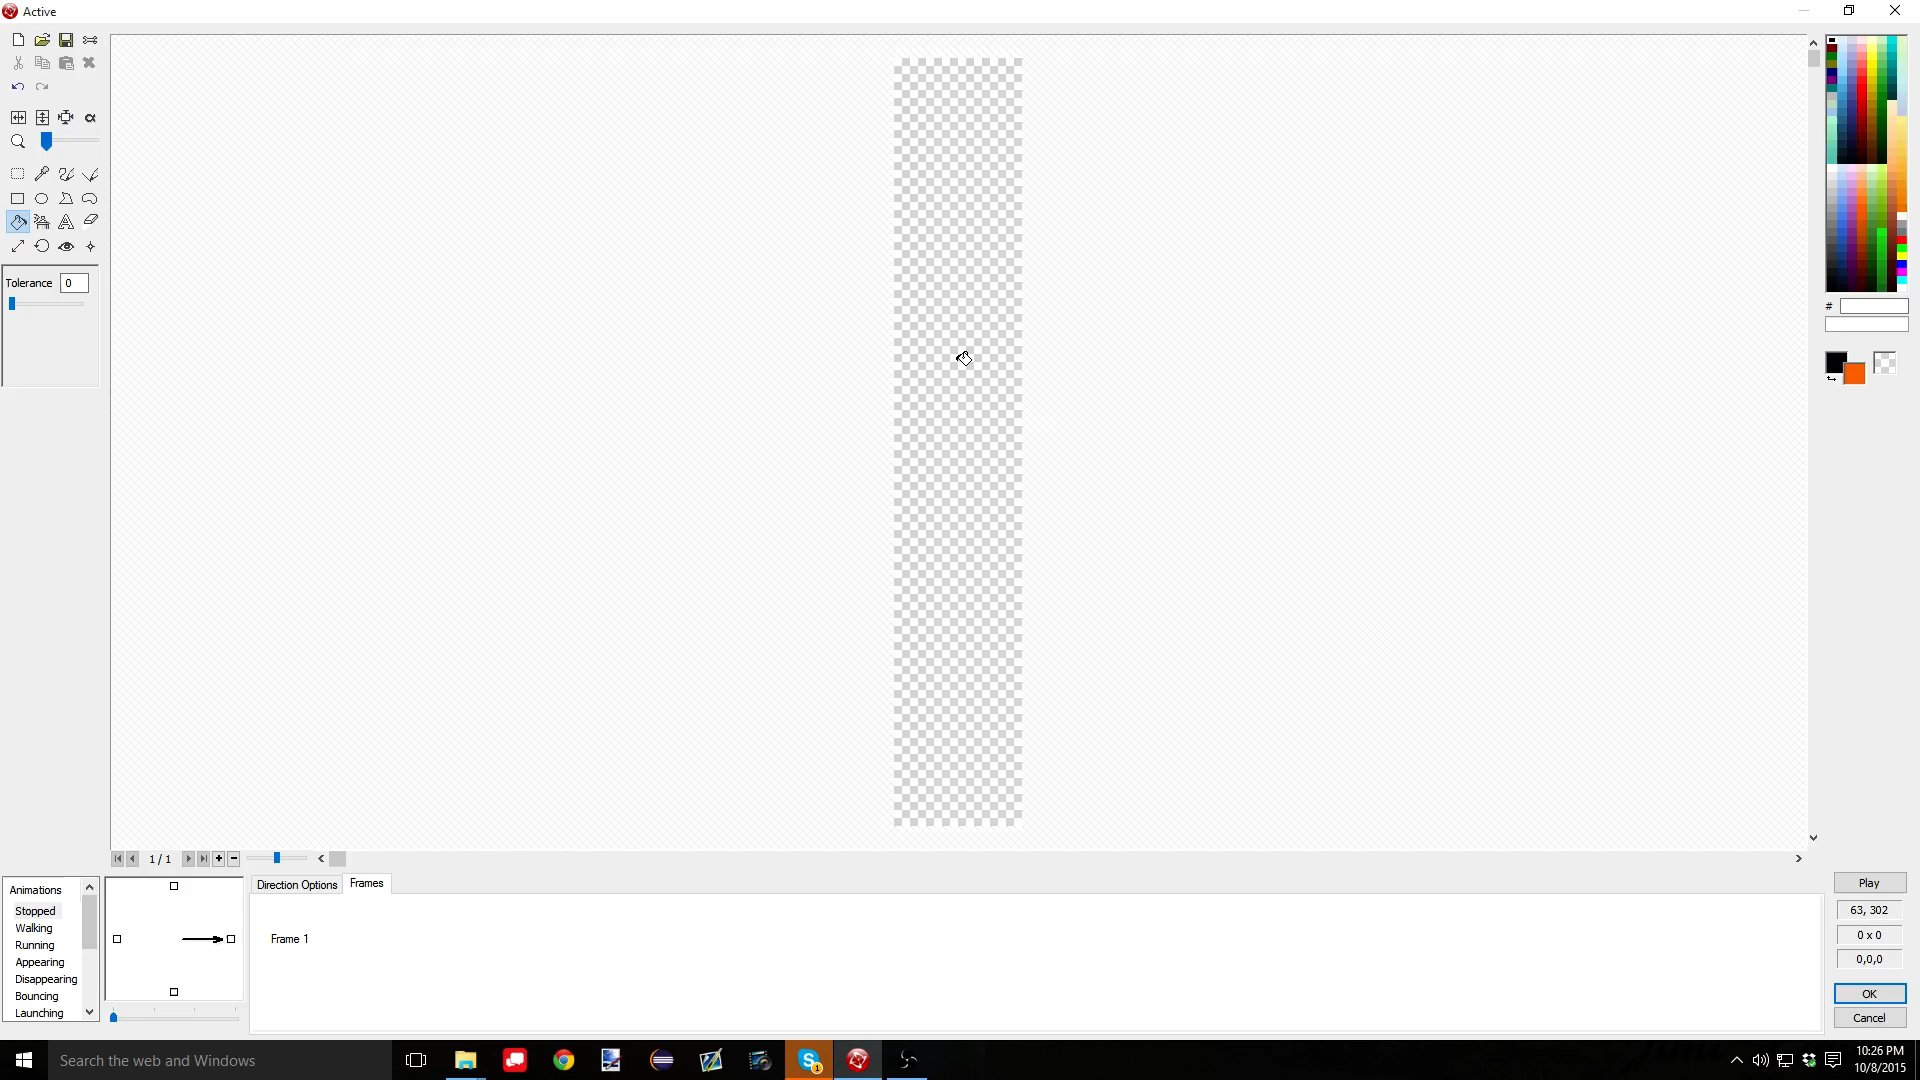 Active
Tolerance 0
#
1 / 1
Animations
Stopped
Walking
Running
Appearing
Disappearing
Bouncing
Launching
Direction Options
Frames
Frame 1
Play
63, 302
0 x 0
0,0,0
OK
Cancel
Search the web and Windows
1
10:26 PM
10/8/2015